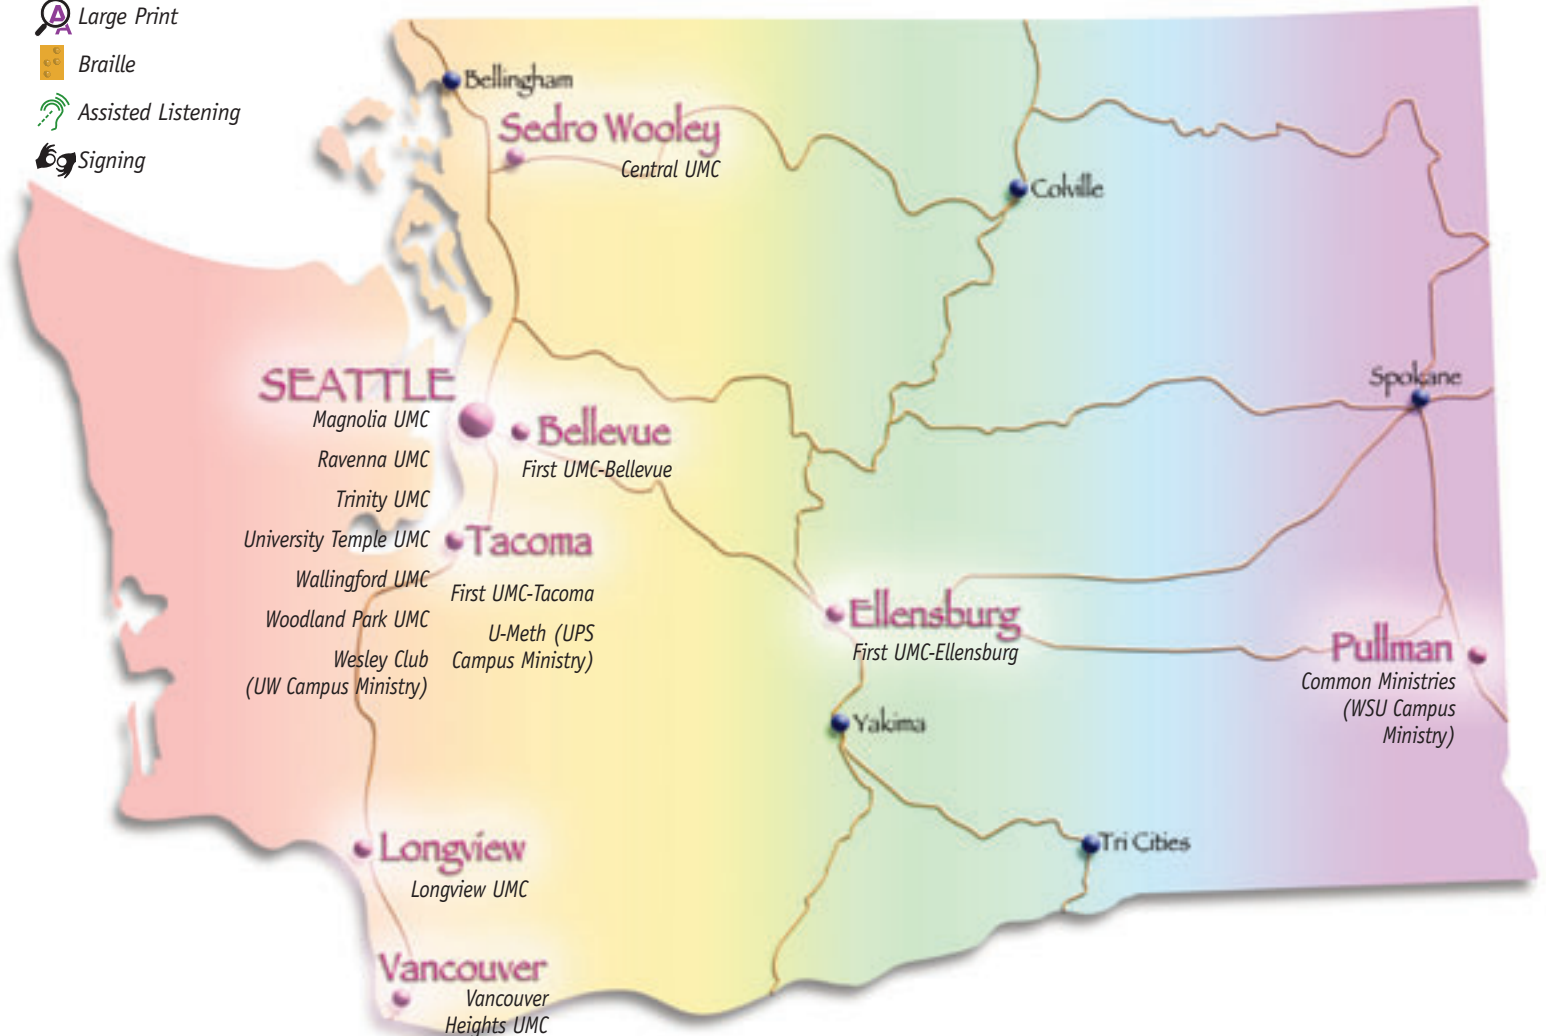 Large Print
Braille
Assisted Listening
Signing
Bellingham
Sedro Wooley
Central UMC
Colville
Spokane
SEATTLE
Magnolia UMC
Ravenna UMC
Trinity UMC
University Temple UMC
Wallingford UMC
Woodland Park UMC
Wesley Club
(UW Campus Ministry)
Bellevue
First UMC-Bellevue
Tacoma
First UMC-Tacoma
U-Meth (UPS
Campus Ministry)
Ellensburg
First UMC-Ellensburg
Pullman
Common Ministries
(WSU Campus
Ministry)
Yakima
Tri Cities
Longview
Longview UMC
Vancouver
Vancouver
Heights UMC